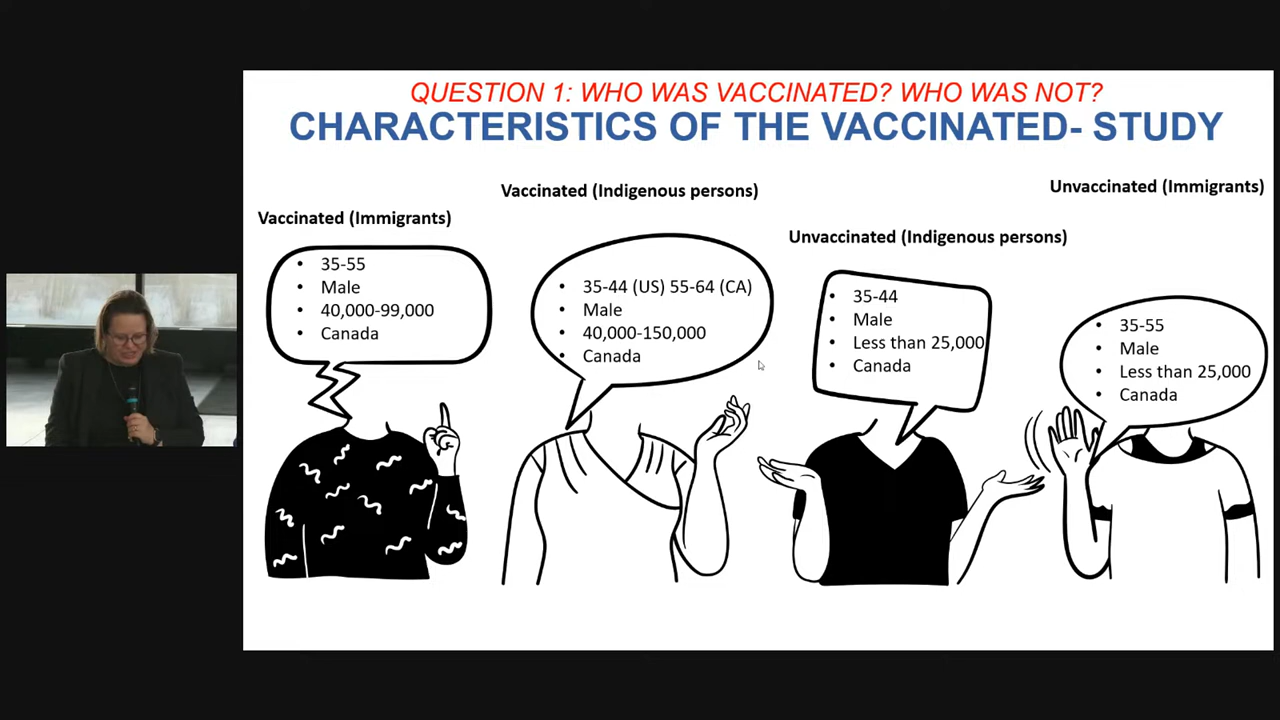 QUESTION 1: WHO WAS VACCINATED? WHO WAS NOT?
CHARACTERISTICS OF THE VACCINATED- STUDY
Vaccinated (Immigrants)
• 35-55
• Male
• 40,000-99,000
• Canada
Vaccinated (Indigenous persons)
• 35-44 (US) 55-64 (CA)
• Male
• 40,000-150,000
• Canada
Unvaccinated (Indigenous persons)
• 35-44
• Male
• Less than 25,000
• Canada
Unvaccinated (Immigrants)
• 35-55
• Male
• Less than 25,000
• Canada